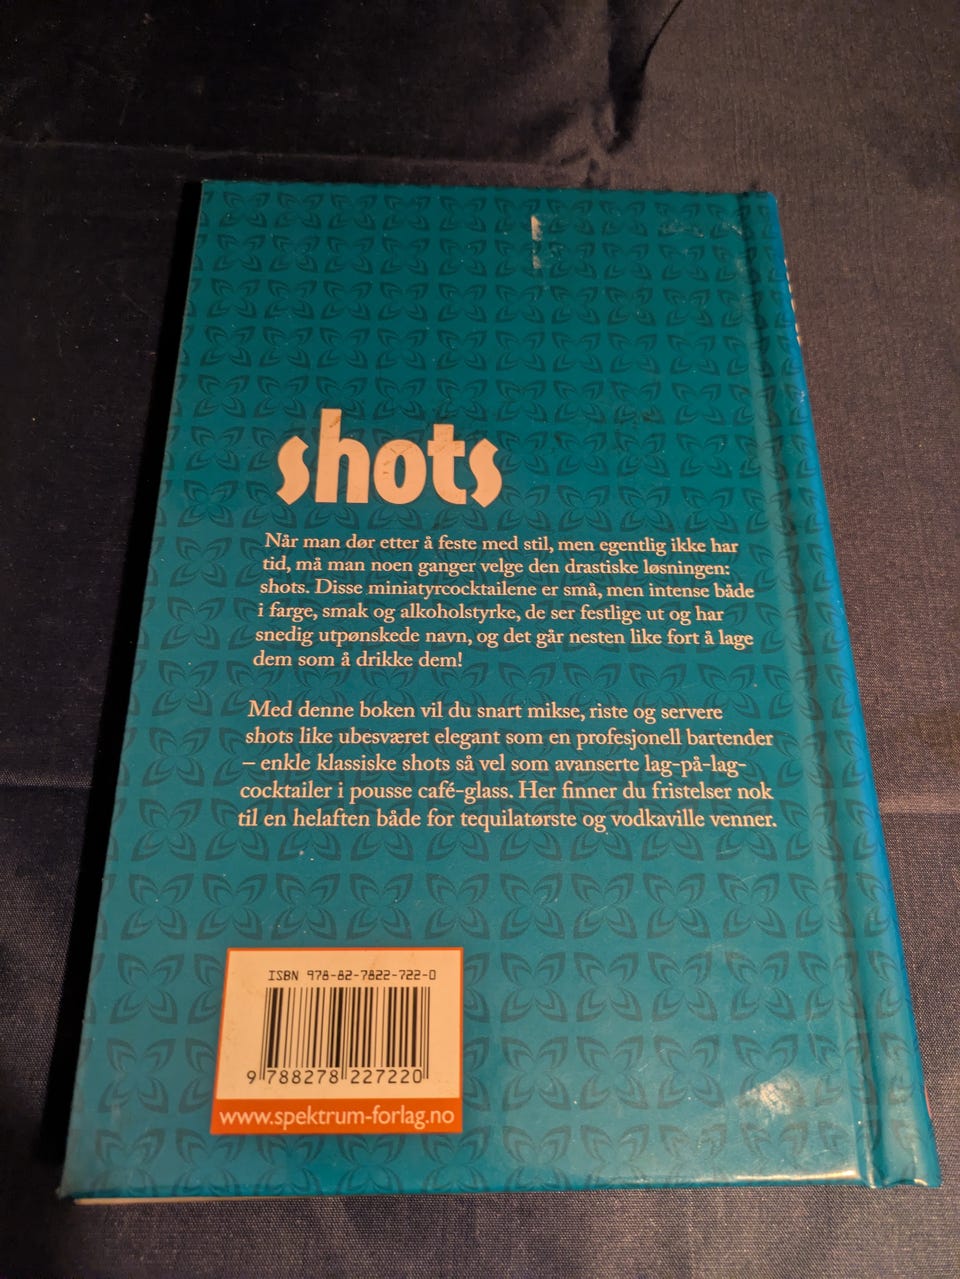 shots
Når man dør etter å feste med stil, men egentlig ikke har
tid, må man noen ganger velge den drastiske løsningen:
shots. Disse miniatyrcocktailene er små, men intense både
i farge, smak og alkoholstyrke, de ser festlige ut og har
snedig utpønskede navn, og det går nesten like fort å lage
dem som å drikke dem!
Med denne boken vil du snart mikse, riste og servere
shots like ubesværet elegant som en profesjonell bartender
– enkle klassiske shots så vel som avanserte lag-på-lag-
cocktailer i pousse café-glass. Her finner du fristelser nok
til en helaften både for tequilatørste og vodkaville venner.
ISBN 978-82-7822-722-0
9 788278 227220
www.spektrum-forlag.no